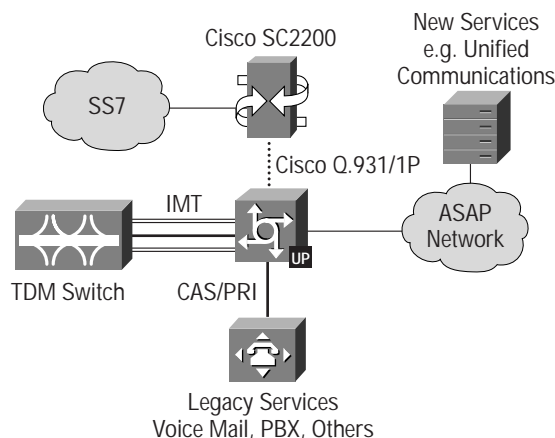 Cisco SC2200
New Services
e.g. Unified
Communications
SS7
Cisco Q.931/1P
IMT
ASAP
Network
UP
TDM Switch
CAS/PRI
Legacy Services
Voice Mail, PBX, Others